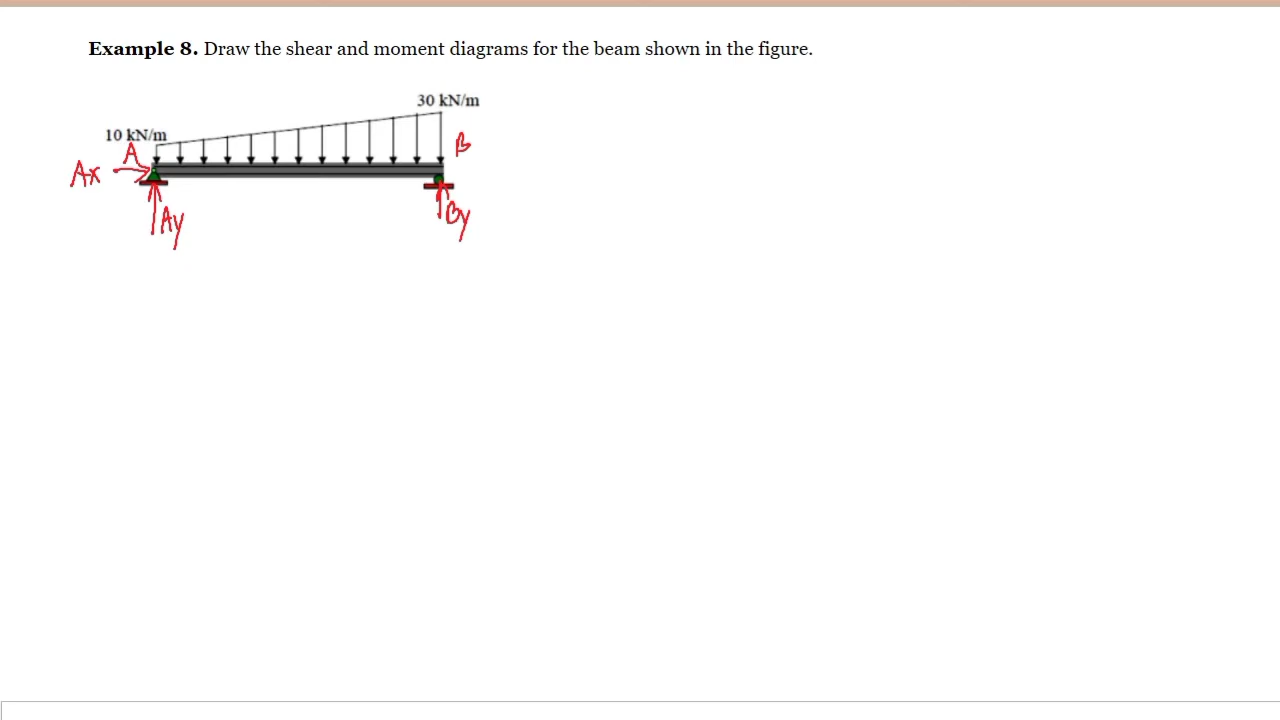 Example 8. Draw the shear and moment diagrams for the beam shown in the figure.
30 kN/m
10 kN/m
A
B
Ax
Ay
By